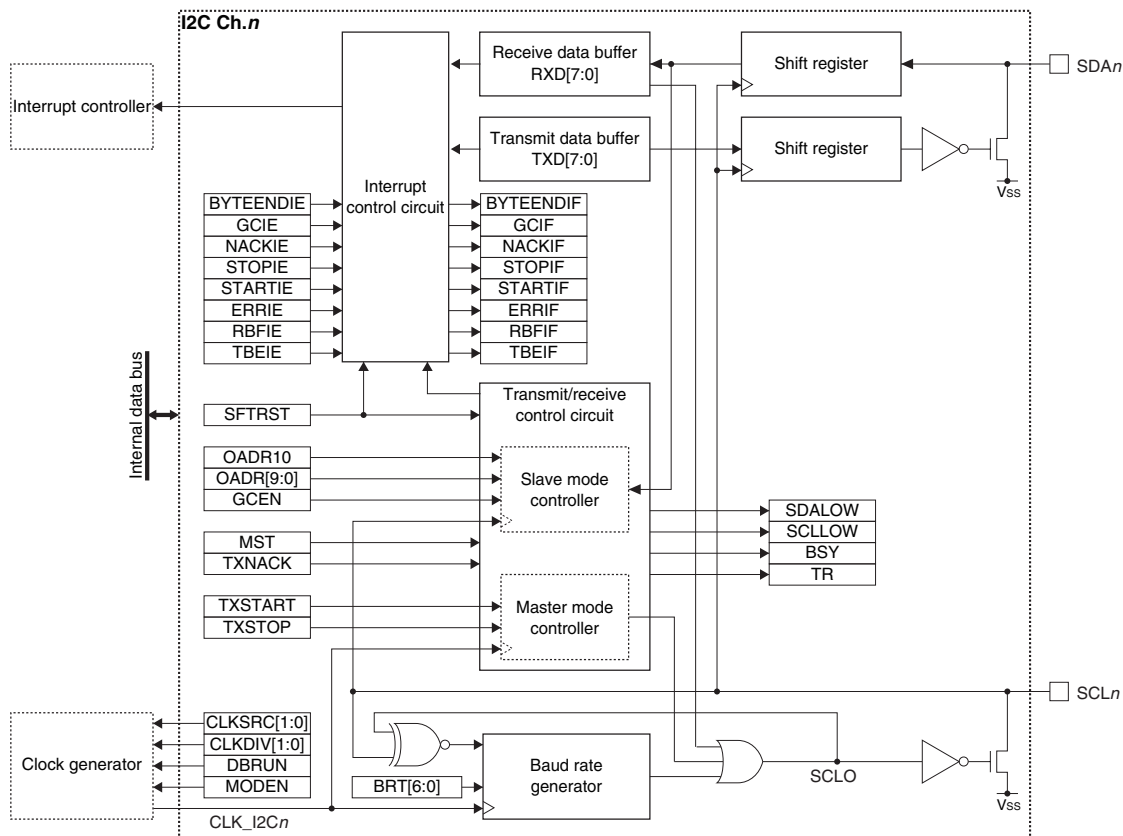 I2C Ch.n
Interrupt controller
Interrupt
control circuit
Receive data buffer
RXD[7:0]
Shift register
SDAn
Transmit data buffer
TXD[7:0]
Shift register
VSS
BYTEENDIE
GCIE
NACKIE
STOPIE
STARTIE
ERRIE
RBFIE
TBEIE
BYTEENDIF
GCIF
NACKIF
STOPIF
STARTIF
ERRIF
RBFIF
TBEIF
Internal data bus
SFTRST
Transmit/receive
control circuit
OADR10
OADR[9:0]
GCEN
Slave mode
controller
MST
TXNACK
SDALOW
SCLLOW
BSY
TR
TXSTART
TXSTOP
Master mode
controller
SCLn
Clock generator
CLKSRC[1:0]
CLKDIV[1:0]
DBRUN
MODEN
BRT[6:0]
Baud rate
generator
SCLO
VSS
CLK_I2Cn